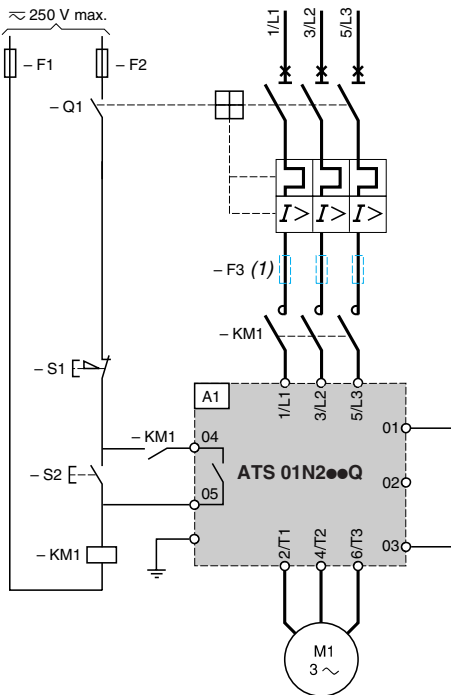 ≂ 250 V max.
1/L1
3/L2
5/L3
– F1
– F2
– Q1
I>
I>
I>
– F3 (1)
– KM1
– S1
A1
1/L1
3/L2
5/L3
01
– KM1
04
ATS 01N2●●Q
– S2
02
05
– KM1
2/T1
4/T2
6/T3
03
M1
3 ~